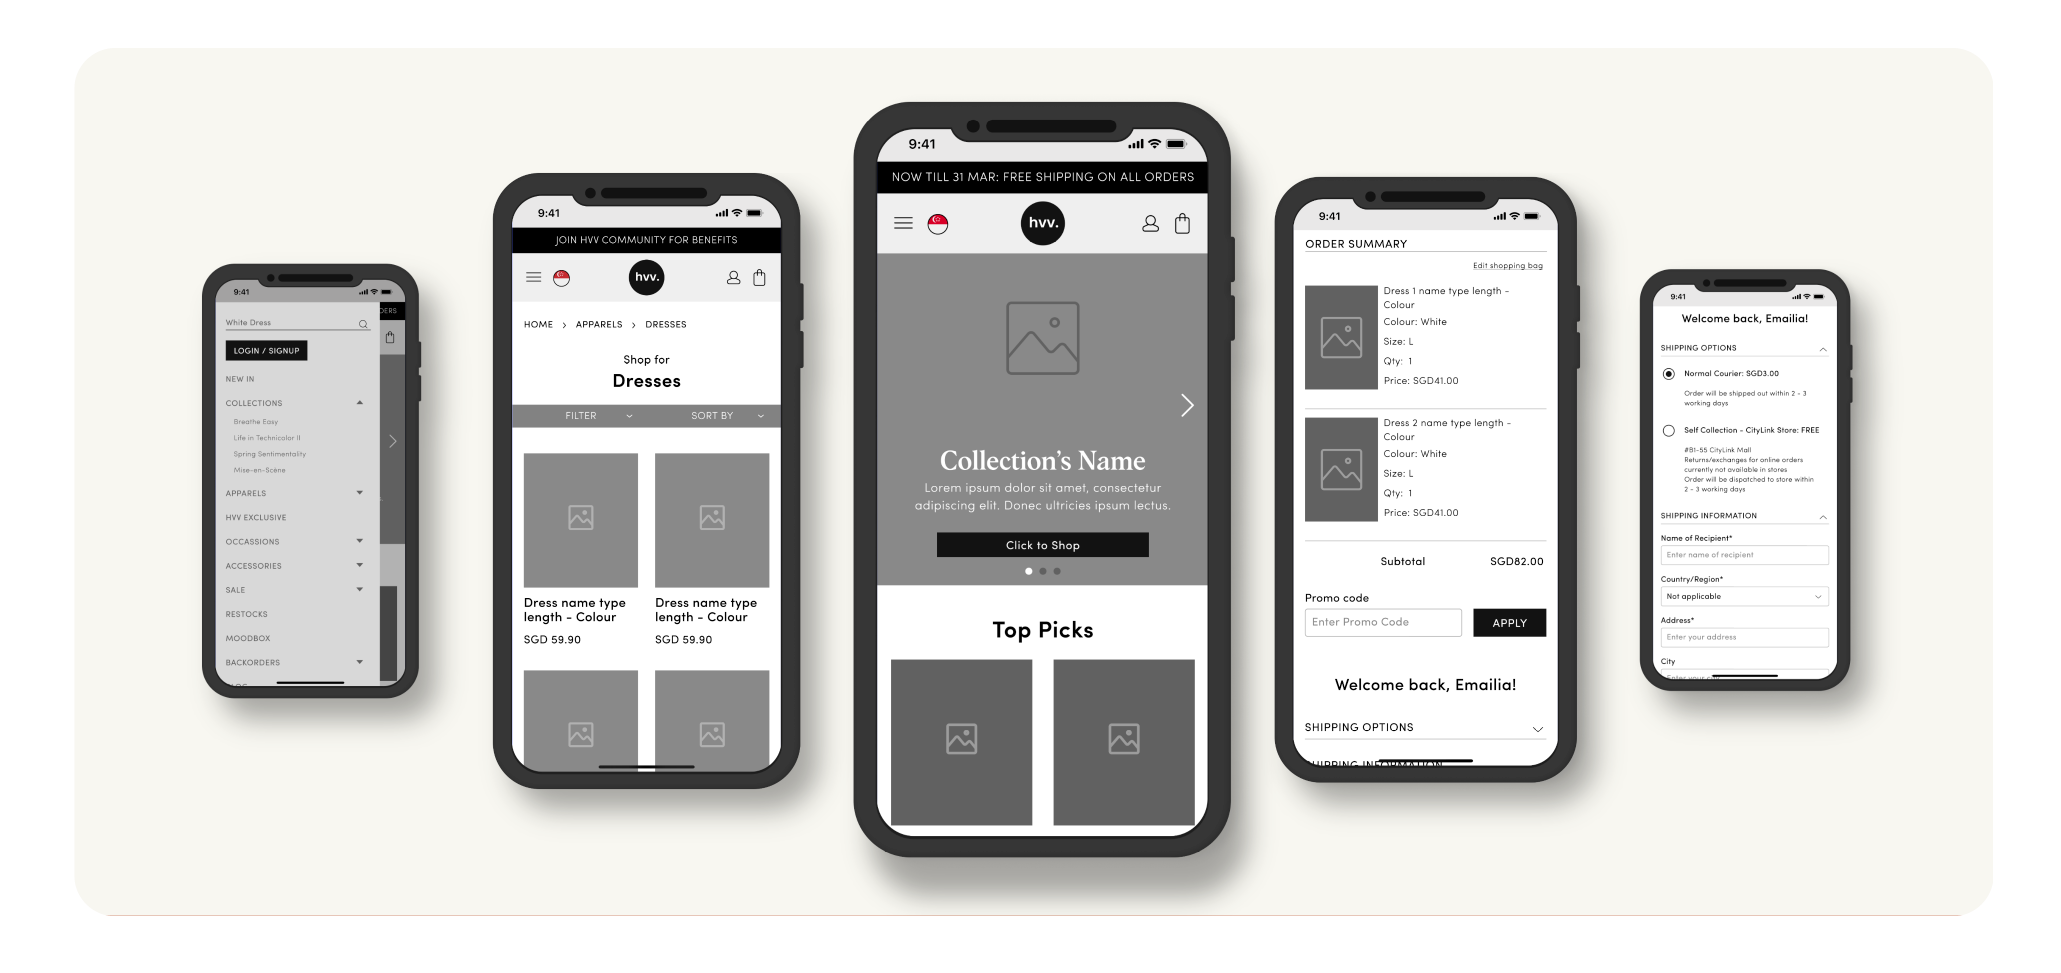 9:41
DERS
White Dress
LOGIN / SIGNUP
NEW IN
COLLECTIONS
Breathe Easy
Life in Technicolor II
Spring Sentimentality
Mise-en-Scène
APPARELS
HVV EXCLUSIVE
OCCASSIONS
ACCESSORIES
SALE
RESTOCKS
MOODBOX
BACKORDERS
9:41
JOIN HVV COMMUNITY FOR BENEFITS
hvv.
HOME > APPARELS > DRESSES
Shop for
Dresses
FILTER
SORT BY
Dress name type
length - Colour
SGD 59.90
Dress name type
length - Colour
SGD 59.90
9:41
NOW TILL 31 MAR: FREE SHIPPING ON ALL ORDERS
hvv.
Collection's Name
Lorem ipsum dolor sit amet, consectetur
adipiscing elit. Donec ultricies ipsum lectus.
Click to Shop
Top Picks
9:41
ORDER SUMMARY
Edit shopping bag
Dress 1 name type length -
Colour
Colour: White
Size: L
Qty: 1
Price: SGD41.00
Dress 2 name type length -
Colour
Colour: White
Size: L
Qty: 1
Price: SGD41.00
Subtotal SGD82.00
Promo code
Enter Promo Code
APPLY
Welcome back, Emailia!
SHIPPING OPTIONS
SHIPPING INFORMATION
9:41
Welcome back, Emailia!
SHIPPING OPTIONS
Normal Courier: SGD3.00
Order will be shipped out within 2 - 3
working days
Self Collection - CityLink Store: FREE
#B1-55 CityLink Mall
Returns/exchanges for online orders
currently not available in stores
Order will be dispatched to store within
2 - 3 working days
SHIPPING INFORMATION
Name of Recipient*
Enter name of recipient
Country/Region*
Not applicable
Address*
Enter your address
City
Enter your city